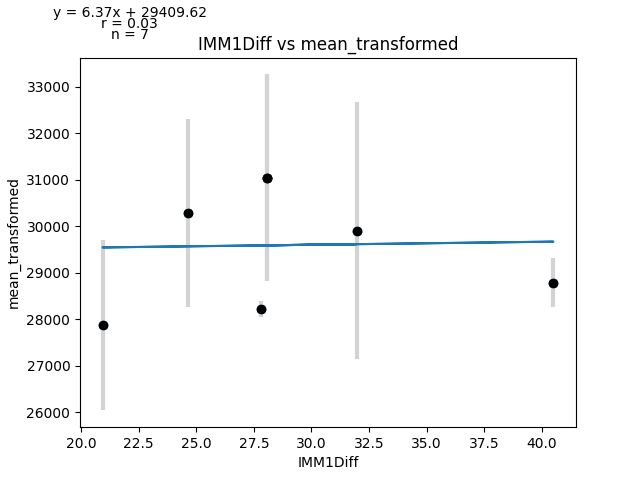 y = 6.37x + 29409.62
r = 0.03
n = 7
IMM1Diff vs mean_transformed
33000
32000
31000
30000
29000
28000
27000
26000
mean_transformed
20.0 22.5 25.0 27.5 30.0 32.5 35.0 37.5 40.0
IMM1Diff